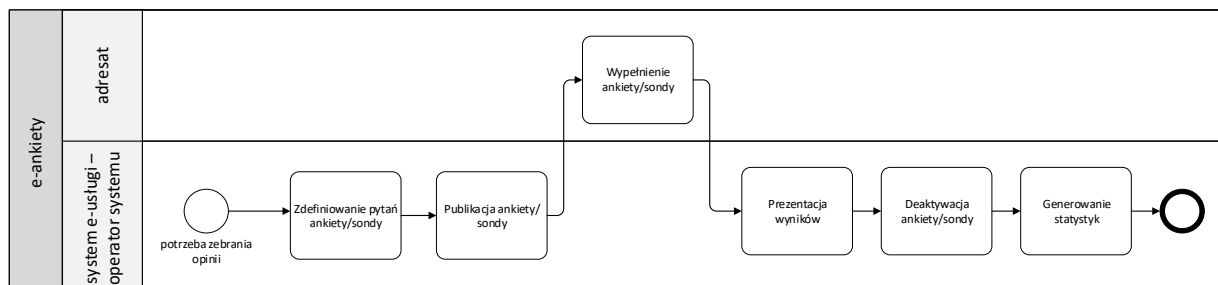 e-ankiety
adresat
Wypełnienie
ankiety/sondy
system e-usługi –
operator systemu
potrzeba zebrania
opinii
Zdefiniowanie pytań
ankiety/sondy
Publikacja ankiety/
sondy
Prezentacja
wyników
Deaktywacja
ankiety/sondy
Generowanie
statystyk